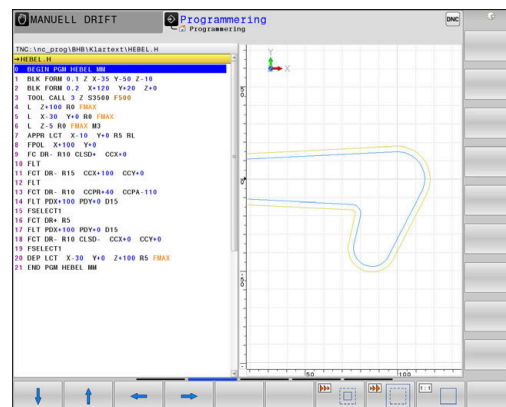 MANUELL DRIFT
Programmering
Programmering
DNC
TNC:\nc_prog\BHB\Klartext\HEBEL.H
→HEBEL.H
0 BEGIN PGM HEBEL MM
1 BLK FORM 0.1 Z X-35 Y-50 Z-10
2 BLK FORM 0.2 X+120 Y+20 Z+0
3 TOOL CALL 3 Z S3500 F500
4 L Z+100 R0 FMAX
5 L X-30 Y+0 R0 FMAX
6 L Z-5 R0 FMAX M3
7 APPR LCT X-10 Y+0 R5 RL
8 FPOL X+100 Y+0
9 FC DR- R10 CLSD+ CCX+0
10 FLT
11 FCT DR- R15 CCX+100 CCY+0
12 FLT
13 FCT DR- R10 CCPR+40 CCPA-110
14 FLT PDX+100 PDY+0 D15
15 FSELECT1
16 FCT DR+ R5
17 FLT PDX+100 PDY+0 D15
18 FCT DR- R10 CLSD- CCX+0 CCY+0
19 FSELECT1
20 DEP LCT X-30 Y+0 Z+100 R5 FMAX
21 END PGM HEBEL MM
Y
X
50
0
-50
50
100
1:1